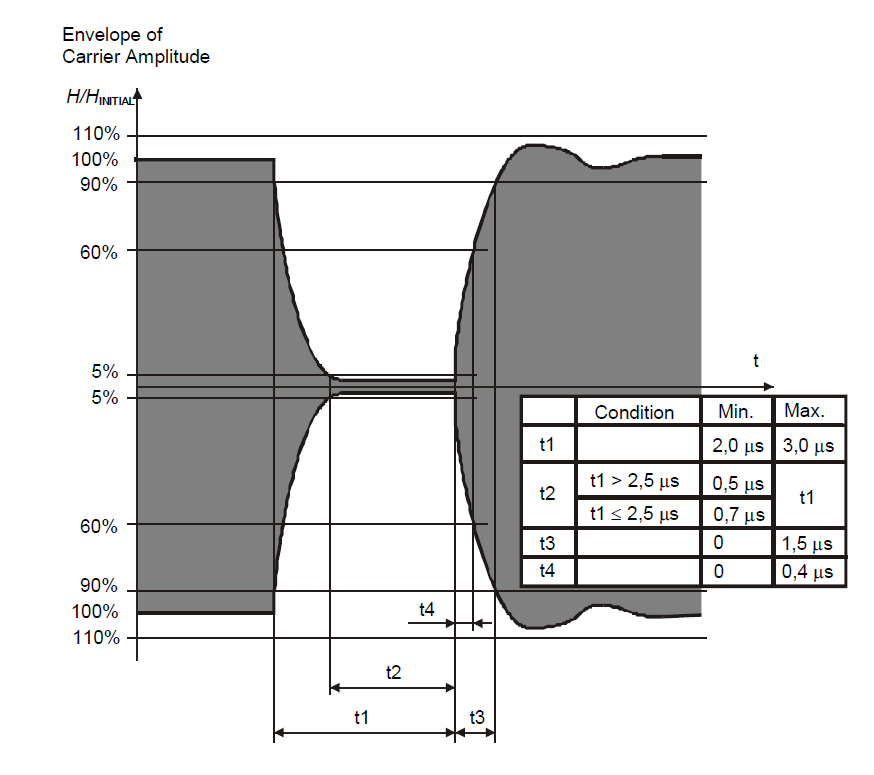 Envelope of
Carrier Amplitude
H/HINITIAL
110%
100%
90%
60%
5%
5%
60%
90%
100%
110%
t
Condition Min. Max.
t1 2,0 μs 3,0 μs
t2 t1 > 2,5 μs 0,5 μs t1
t1 ≤ 2,5 μs 0,7 μs
t3 0 1,5 μs
t4 0 0,4 μs
t4
t2
t1 t3